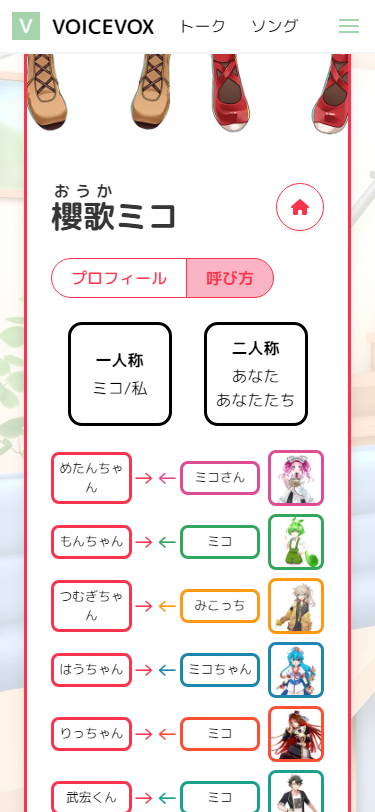 V VOICEVOX トーク ソング
おうか
櫻歌ミコ
プロフィール 呼び方
一人称
ミコ/私
二人称
あなた
あなたたち
めたんちゃ
ん
ミコさん
もんちゃん ミコ
つむぎちゃ
ん
みこっち
はうちゃん ミコちゃん
りっちゃん ミコ
武宏くん ミコ